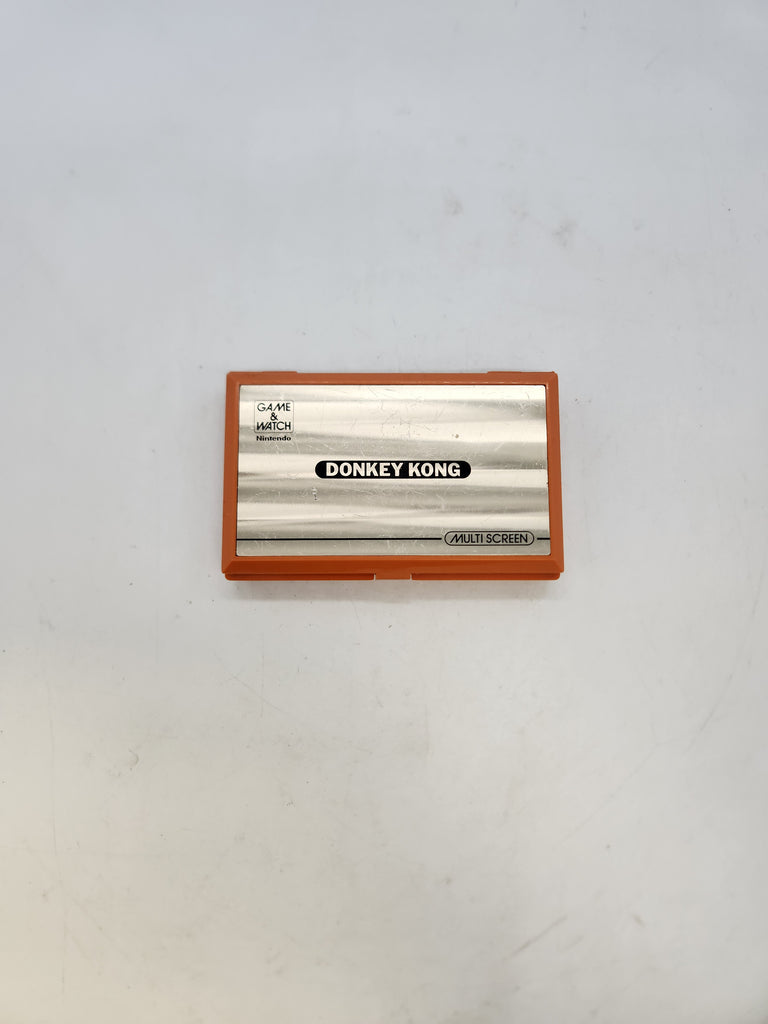 GAME
&
WATCH
Nintendo
DONKEY KONG
MULTI SCREEN